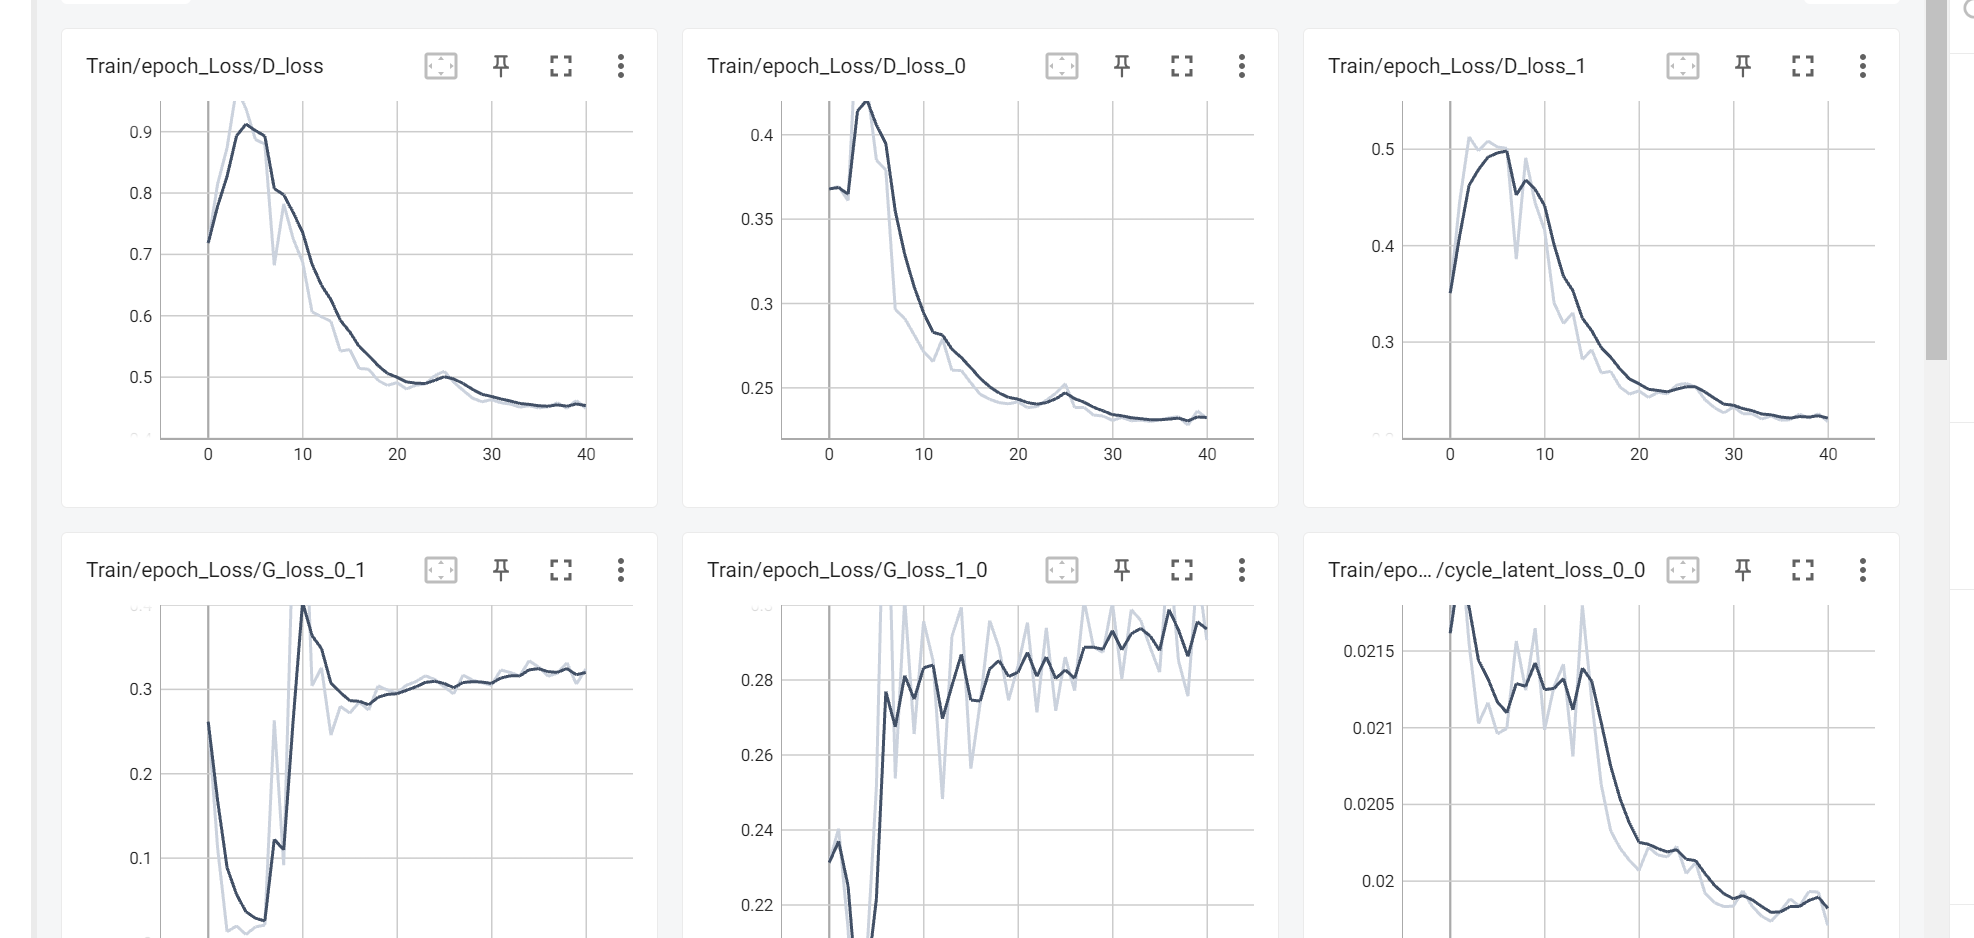 Train/epoch_Loss/D_loss
0.9
0.8
0.7
0.6
0.5
0 10 20 30 40
Train/epoch_Loss/D_loss_0
0.4
0.35
0.3
0.25
0 10 20 30 40
Train/epoch_Loss/D_loss_1
0.5
0.4
0.3
0 10 20 30 40
Train/epoch_Loss/G_loss_0_1
0.3
0.2
0.1
Train/epoch_Loss/G_loss_1_0
0.28
0.26
0.24
0.22
Train/epo... /cycle_latent_loss_0_0
0.0215
0.021
0.0205
0.02